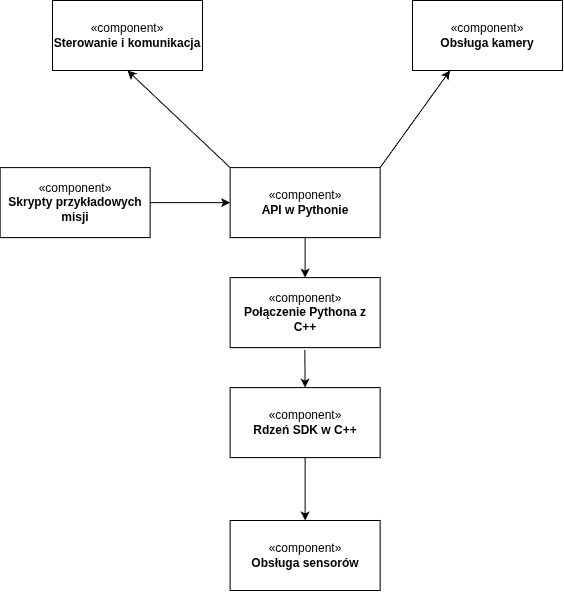 «component»
Sterowanie i komunikacja
«component»
Obsługa kamery
«component»
Skrypty przykładowych
misji
«component»
API w Pythonie
«component»
Połączenie Pythona z
C++
«component»
Rdzeń SDK w C++
«component»
Obsługa sensorów